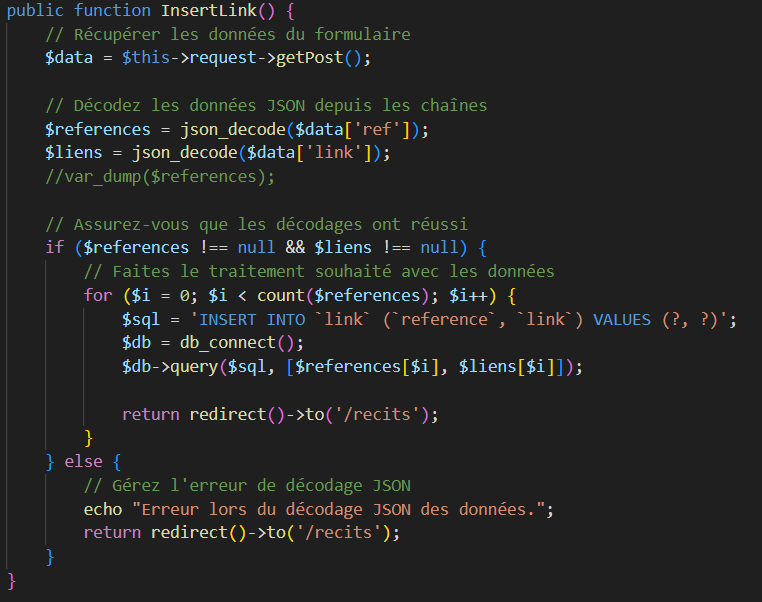 public function InsertLink() {
// Récupérer les données du formulaire
$data = $this->request->getPost();
// Décodez les données JSON depuis les chaînes
$references = json_decode($data['ref']);
$liens = json_decode($data['link']);
//var_dump($references);
// Assurez-vous que les décodages ont réussi
if ($references !== null && $liens !== null) {
// Faites le traitement souhaité avec les données
for ($i = 0; $i < count($references); $i++) {
$sql = 'INSERT INTO `link` (`reference`, `link`) VALUES (?, ?)';
$db = db_connect();
$db->query($sql, [$references[$i], $liens[$i]]);
return redirect()->to('/recits');
}
} else {
// Gérez l'erreur de décodage JSON
echo "Erreur lors du décodage JSON des données.";
return redirect()->to('/recits');
}
}